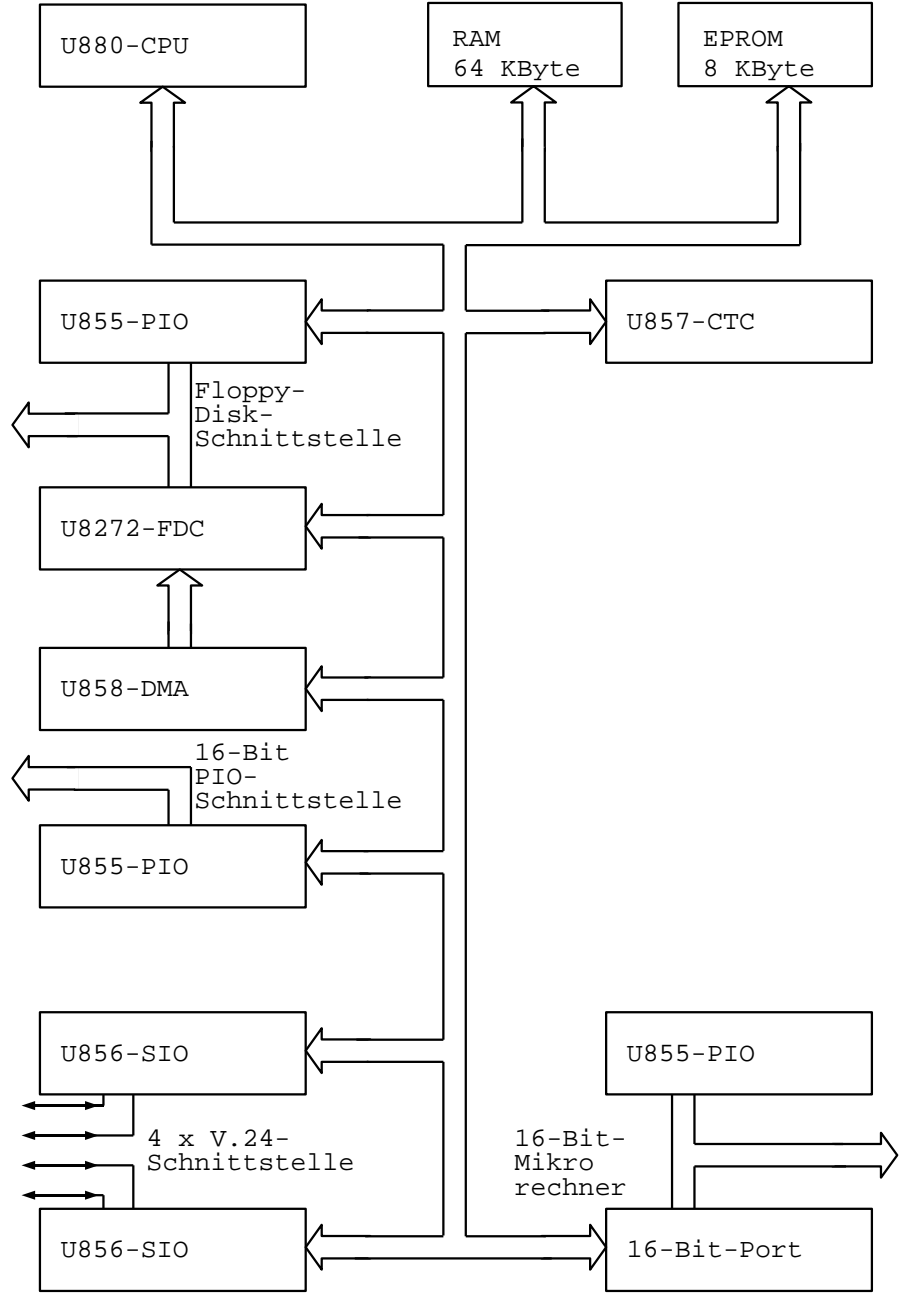 U880-CPU
RAM
64 KByte
EPROM
8 KByte
U855-PIO
U857-CTC
Floppy-
Disk-
Schnittstelle
U8272-FDC
U858-DMA
16-Bit
PIO-
Schnittstelle
U855-PIO
U856-SIO
U855-PIO
4 x V.24-
Schnittstelle
16-Bit-
Mikro
rechner
U856-SIO
16-Bit-Port